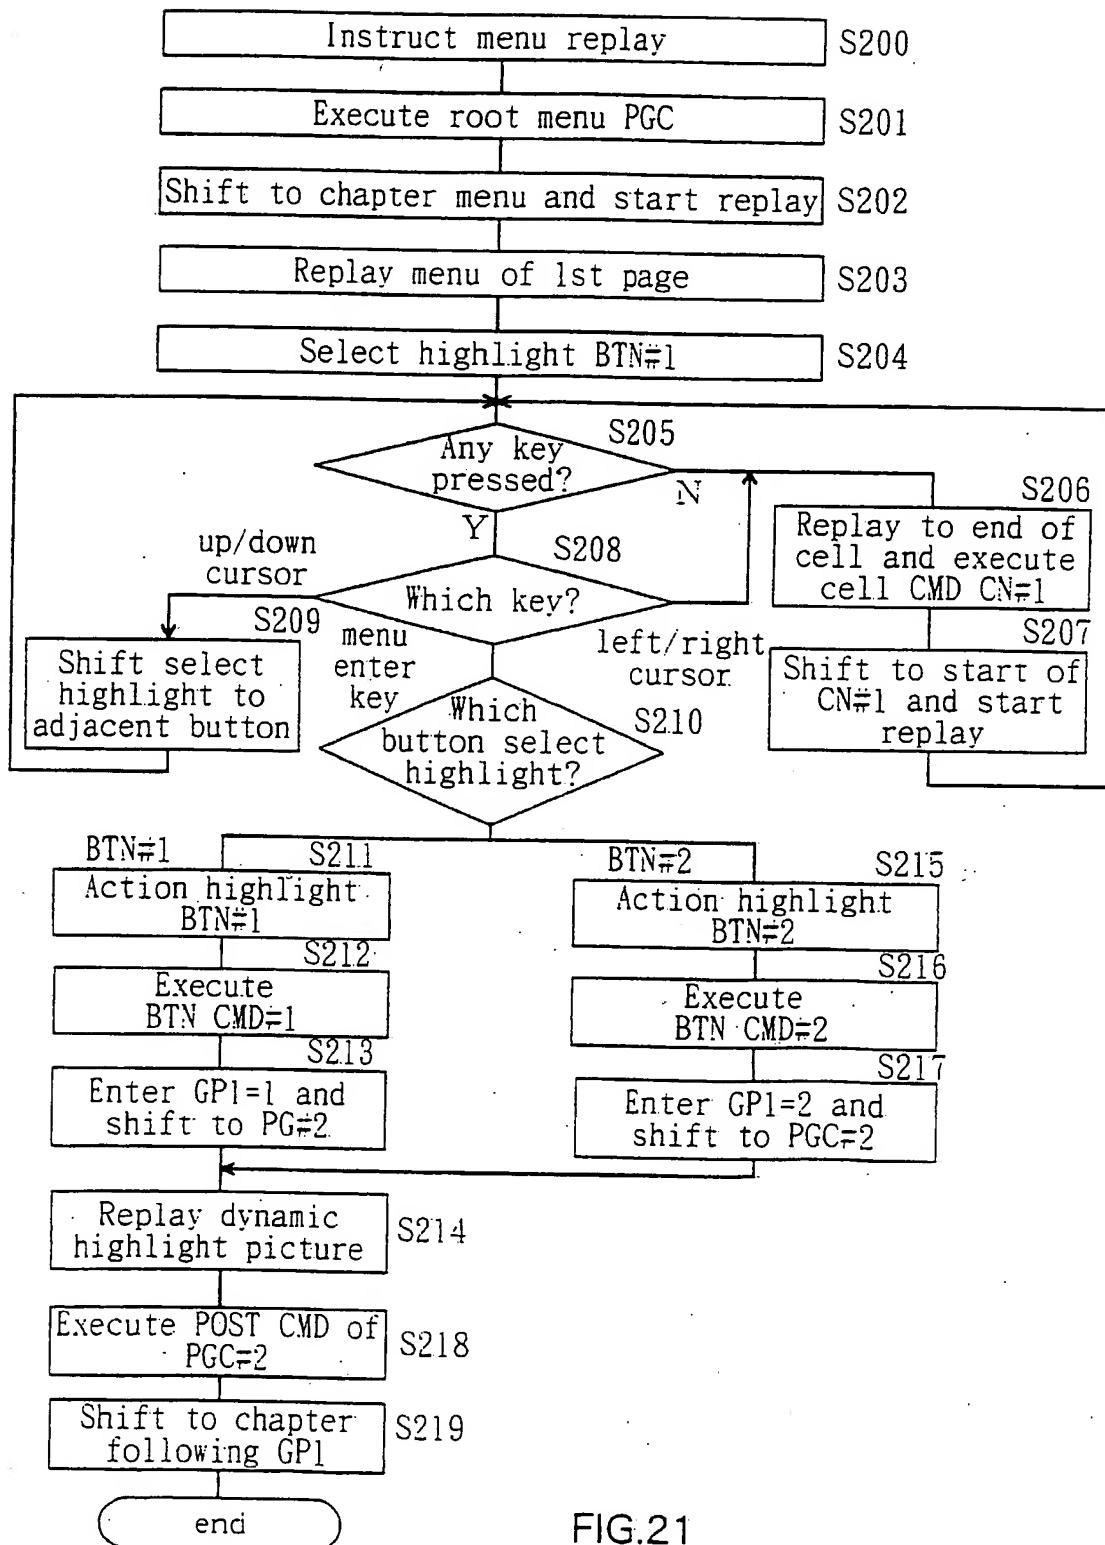 Instruct menu replay
S200
Execute root menu PGC
S201
Shift to chapter menu and start replay
S202
Replay menu of 1st page
S203
Select highlight BTN#1
S204
S205
Any key
pressed?
N
Y
S206
Replay to end of
cell and execute
cell CMD CN#1
S207
Shift to start of
CN#1 and start
replay
up/down
cursor
S208
Which key?
S209
Shift select
highlight to
adjacent button
menu
enter
key
left/right
cursor
S210
Which
button select
highlight?
BTN#1
S211
Action highlight
BTN#1
S212
Execute
BTN CMD#1
S213
Enter GP1=1 and
shift to PG#2
BTN#2
S215
Action highlight
BTN#2
S216
Execute
BTN CMD#2
S217
Enter GP1=2 and
shift to PGC#2
Replay dynamic
highlight picture
S214
Execute POST CMD of
PGC#2
S218
Shift to chapter
following GP1
S219
end
FIG.21